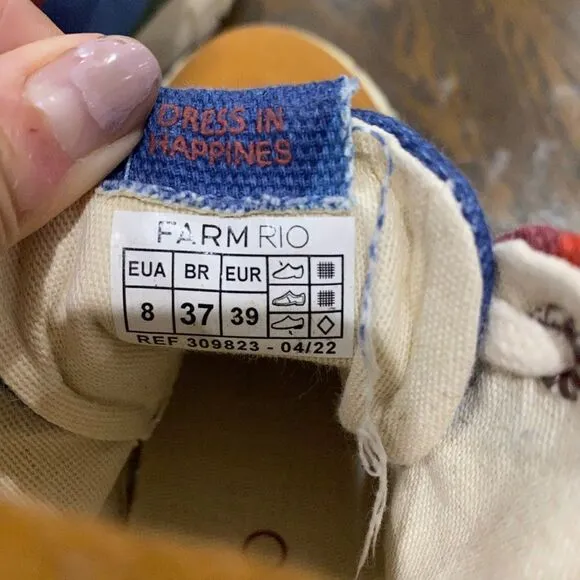 DRESS IN
HAPPINES
FARM RIO
EUA BR EUR
8 37 39
REF 309823 - 04/22